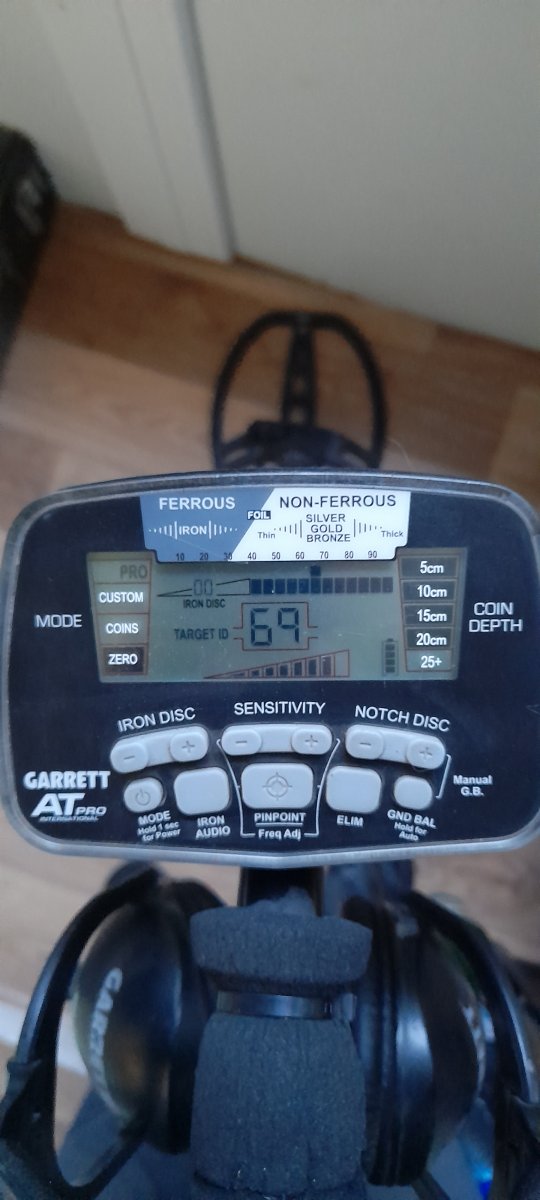 FERROUS
NON-FERROUS
FOIL
IRON
Thin
SILVER
GOLD
BRONZE
Thick
10 20 35 40 50 60 70 80 90
PRO
CUSTOM
COINS
ZERO
MODE
00
IRON DISC
TARGET ID
69
5cm
10cm
15cm
20cm
25+
COIN
DEPTH
IRON DISC
SENSITIVITY
NOTCH DISC
- +
- +
- +
GARRETT
AT PRO
INTERNATIONAL
MODE
Hold 1 sec
for Power
IRON
AUDIO
PINPOINT
Freq Adj
ELIM
GND BAL
Hold for
Auto
Manual
G.B.